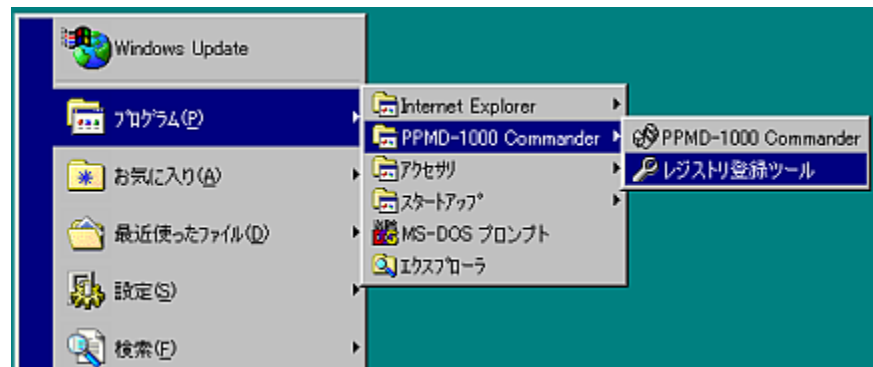 Windows Update
ﾌﾟﾛｸﾞﾗﾑ(P)
お気に入り(A)
最近使ったﾌｧｲﾙ(D)
設定(S)
検索(F)
Internet Explorer
PPMD-1000 Commander
ｱｸｾｻﾘ
ｽﾀｰﾄｱｯﾌﾟ
MS-DOS プロンプト
ｴｸｽﾌﾟﾛｰﾗ
PPMD-1000 Commander
レジストリ登録ツール